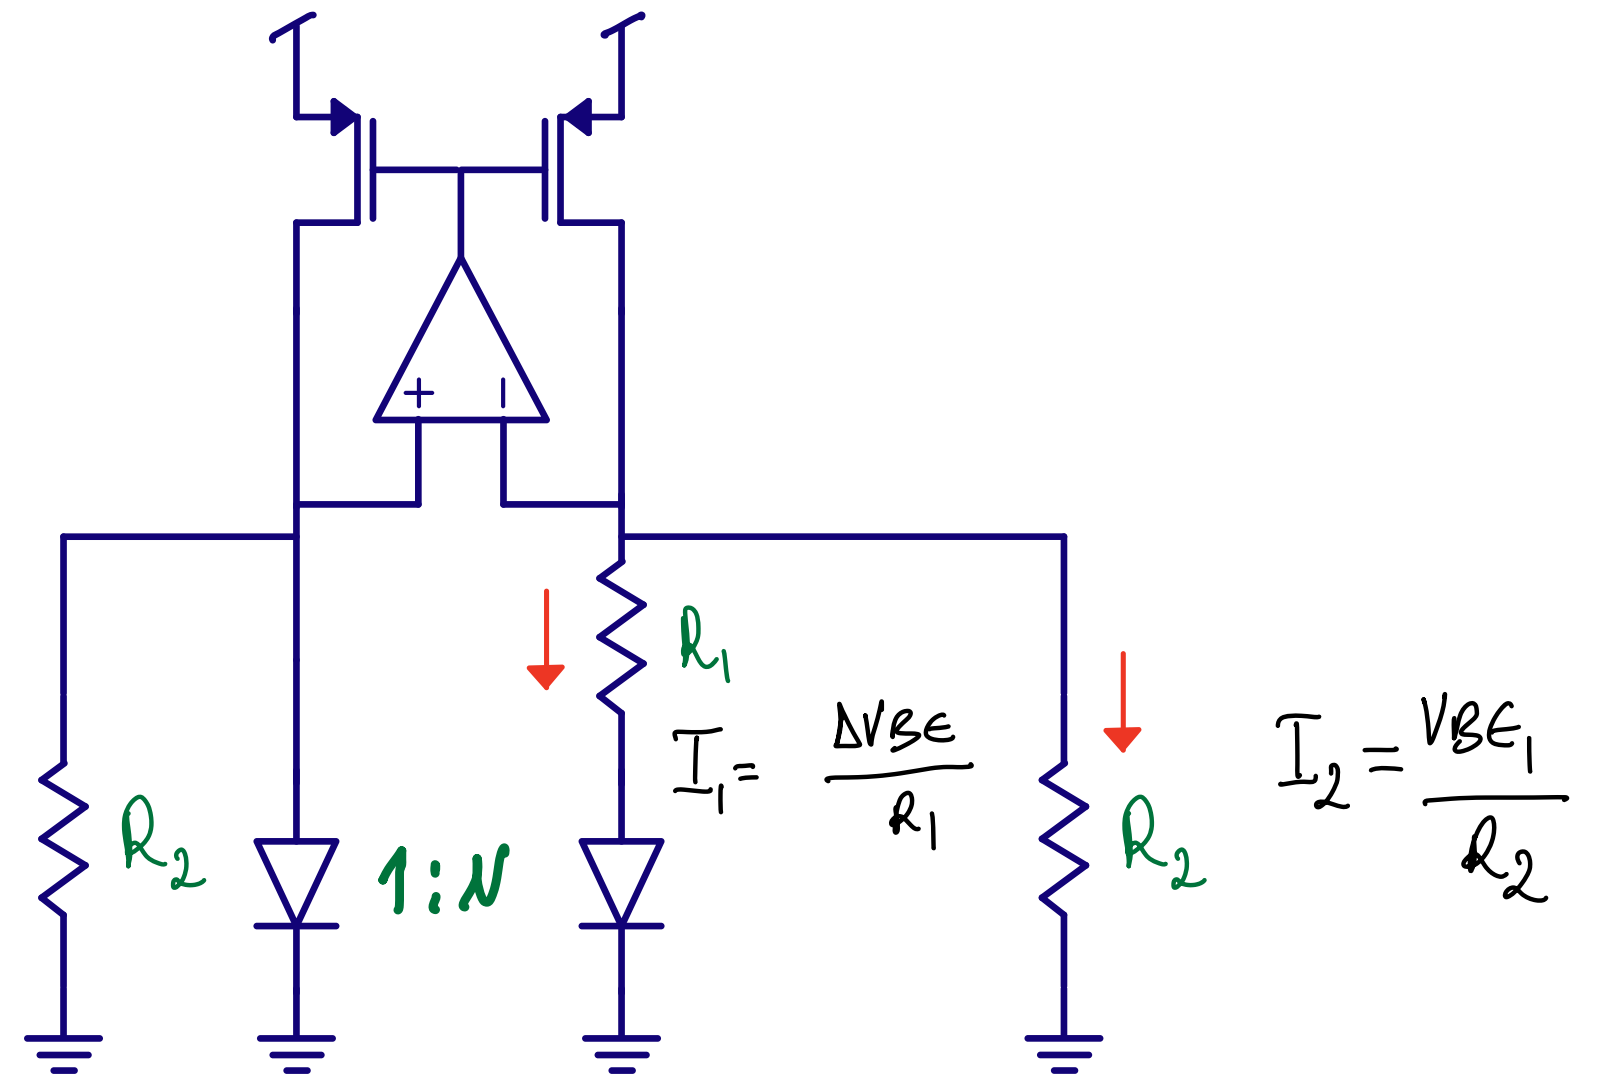 + −
R₁
I₁ = ΔVBE / R₁
I₂ = VBE₁ / R₂
R₂
1:N
R₂